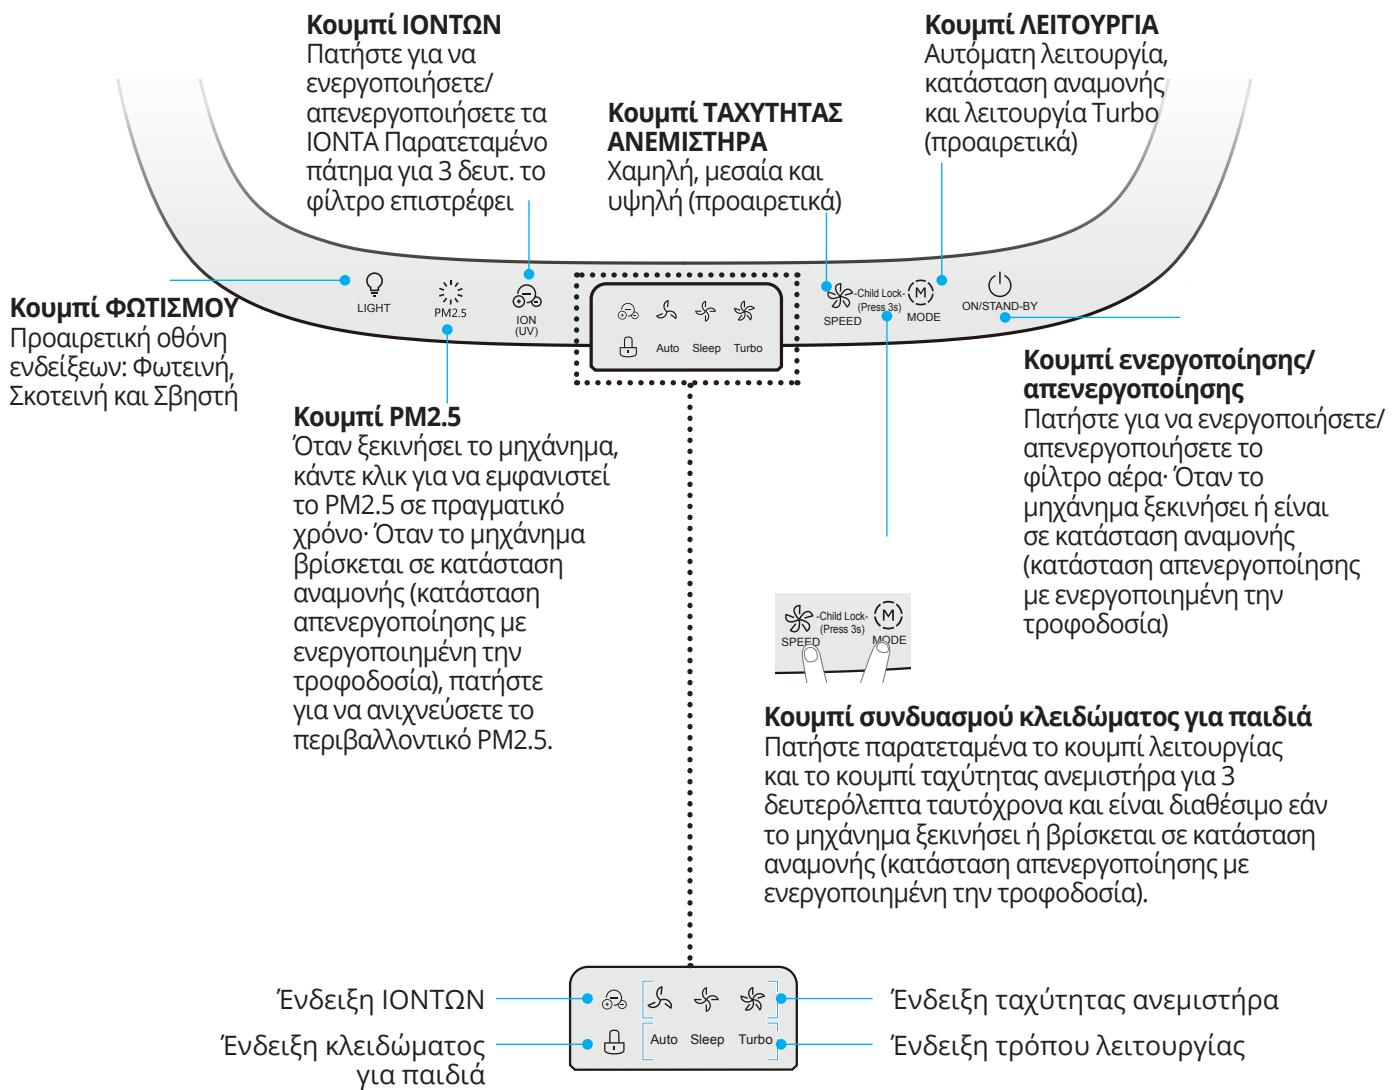 Κουμπί ΙΟΝΤΩΝ
Πατήστε για να
ενεργοποιήσετε/
απενεργοποιήσετε τα
ΙΟΝΤΑ Παρατεταμένο
πάτημα για 3 δευτ. το
φίλτρο επιστρέφει
Κουμπί ΤΑΧΥΤΗΤΑΣ
ΑΝΕΜΙΣΤΗΡΑ
Χαμηλή, μεσαία και
υψηλή (προαιρετικά)
Κουμπί ΛΕΙΤΟΥΡΓΙΑ
Αυτόματη λειτουργία,
κατάσταση αναμονής
και λειτουργία Turbo
(προαιρετικά)
Κουμπί ΦΩΤΙΣΜΟΥ
Προαιρετική οθόνη
ενδείξεων: Φωτεινή,
Σκοτεινή και Σβηστή
LIGHT
PM2.5
ION
(UV)
Auto Sleep Turbo
SPEED
-Child Lock-
(Press 3s)
M
MODE
ON/STAND-BY
Κουμπί PM2.5
Όταν ξεκινήσει το μηχάνημα,
κάντε κλικ για να εμφανιστεί
το PM2.5 σε πραγματικό
χρόνο· Όταν το μηχάνημα
βρίσκεται σε κατάσταση
αναμονής (κατάσταση
απενεργοποίησης με
ενεργοποιημένη την
τροφοδοσία), πατήστε
για να ανιχνεύσετε το
περιβαλλοντικό PM2.5.
Κουμπί ενεργοποίησης/
απενεργοποίησης
Πατήστε για να ενεργοποιήσετε/
απενεργοποιήσετε το
φίλτρο αέρα· Όταν το
μηχάνημα ξεκινήσει ή είναι
σε κατάσταση αναμονής
(κατάσταση απενεργοποίησης
με ενεργοποιημένη την
τροφοδοσία)
SPEED
-Child Lock-
(Press 3s)
M
MODE
Κουμπί συνδυασμού κλειδώματος για παιδιά
Πατήστε παρατεταμένα το κουμπί λειτουργίας
και το κουμπί ταχύτητας ανεμιστήρα για 3
δευτερόλεπτα ταυτόχρονα και είναι διαθέσιμο εάν
το μηχάνημα ξεκινήσει ή βρίσκεται σε κατάσταση
αναμονής (κατάσταση απενεργοποίησης με
ενεργοποιημένη την τροφοδοσία).
Ένδειξη ΙΟΝΤΩΝ
Ένδειξη κλειδώματος
για παιδιά
Auto Sleep Turbo
Ένδειξη ταχύτητας ανεμιστήρα
Ένδειξη τρόπου λειτουργίας